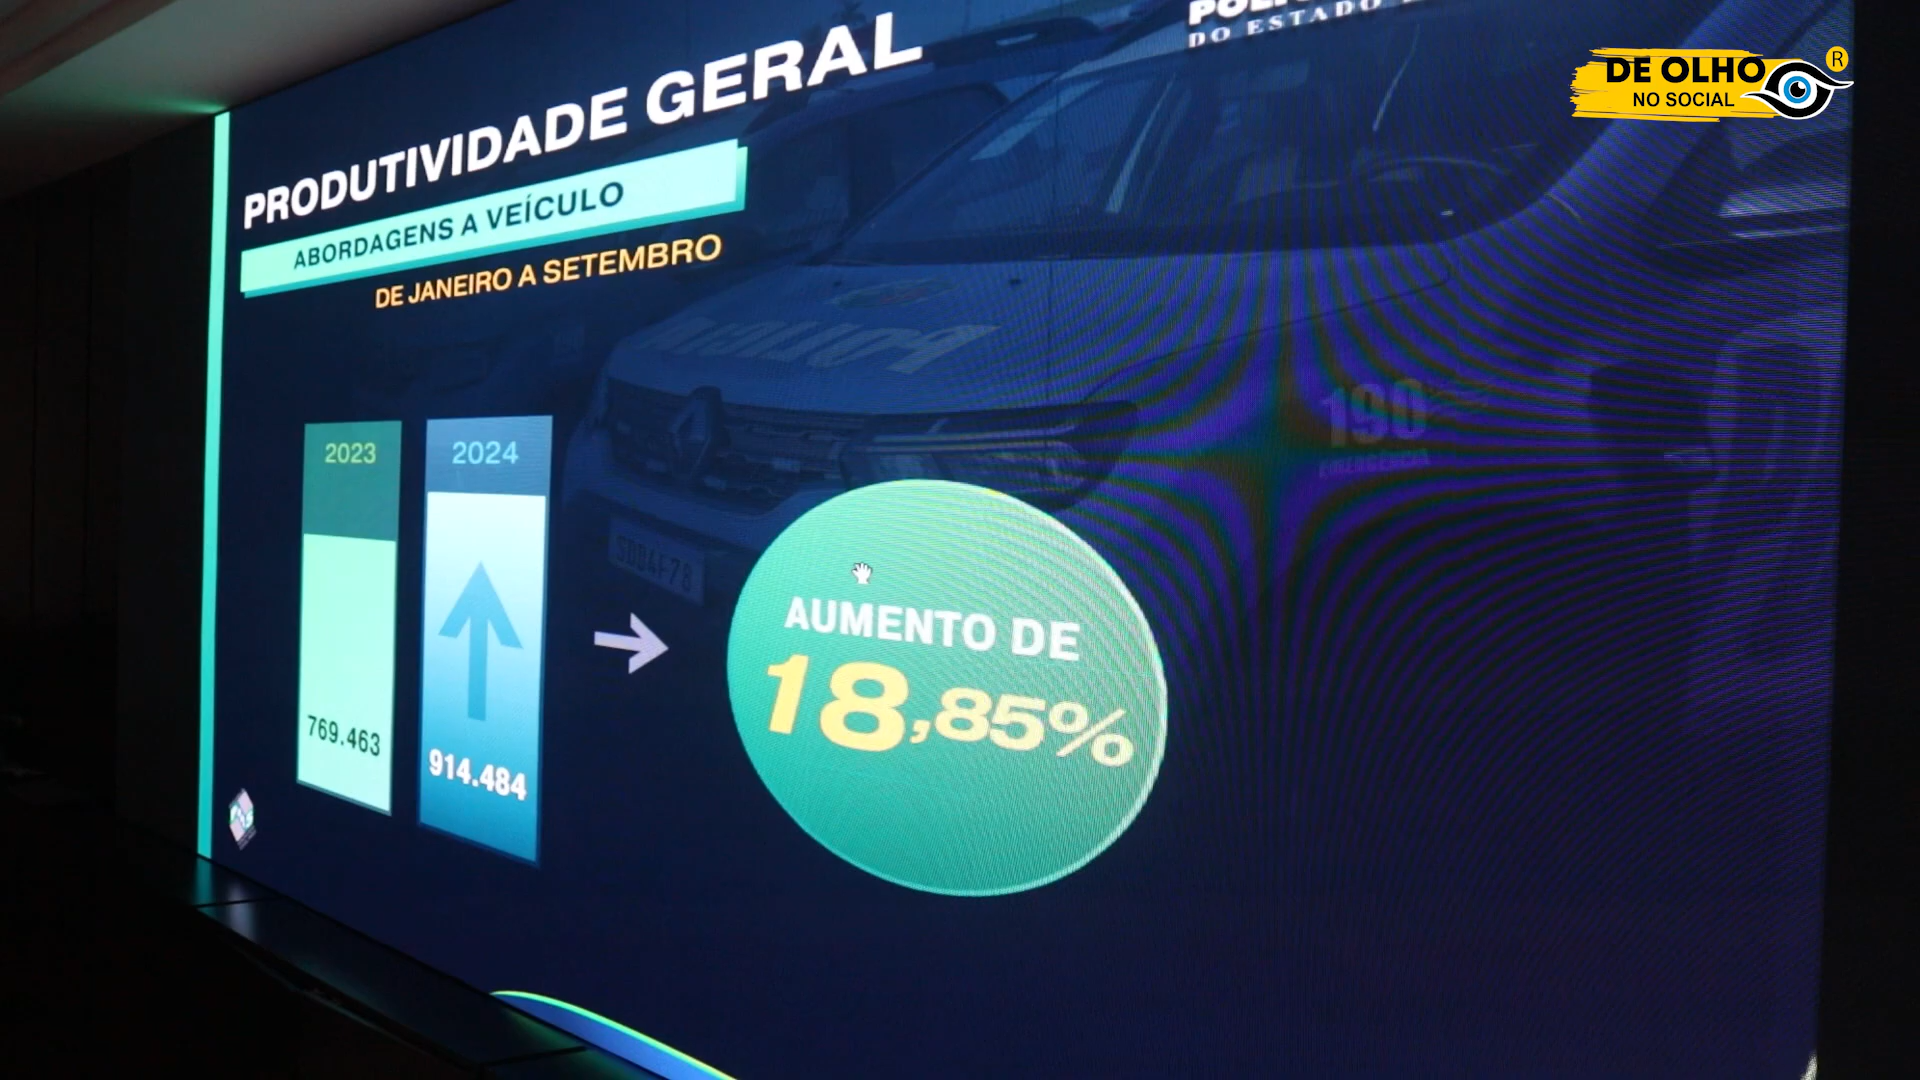 PRODUTIVIDADE GERAL
DO ESTADO
DE OLHO
NO SOCIAL
R
ABORDAGENS A VEÍCULO
DE JANEIRO A SETEMBRO
190
2023
2024
769.463
914.484
AUMENTO DE
18,85%